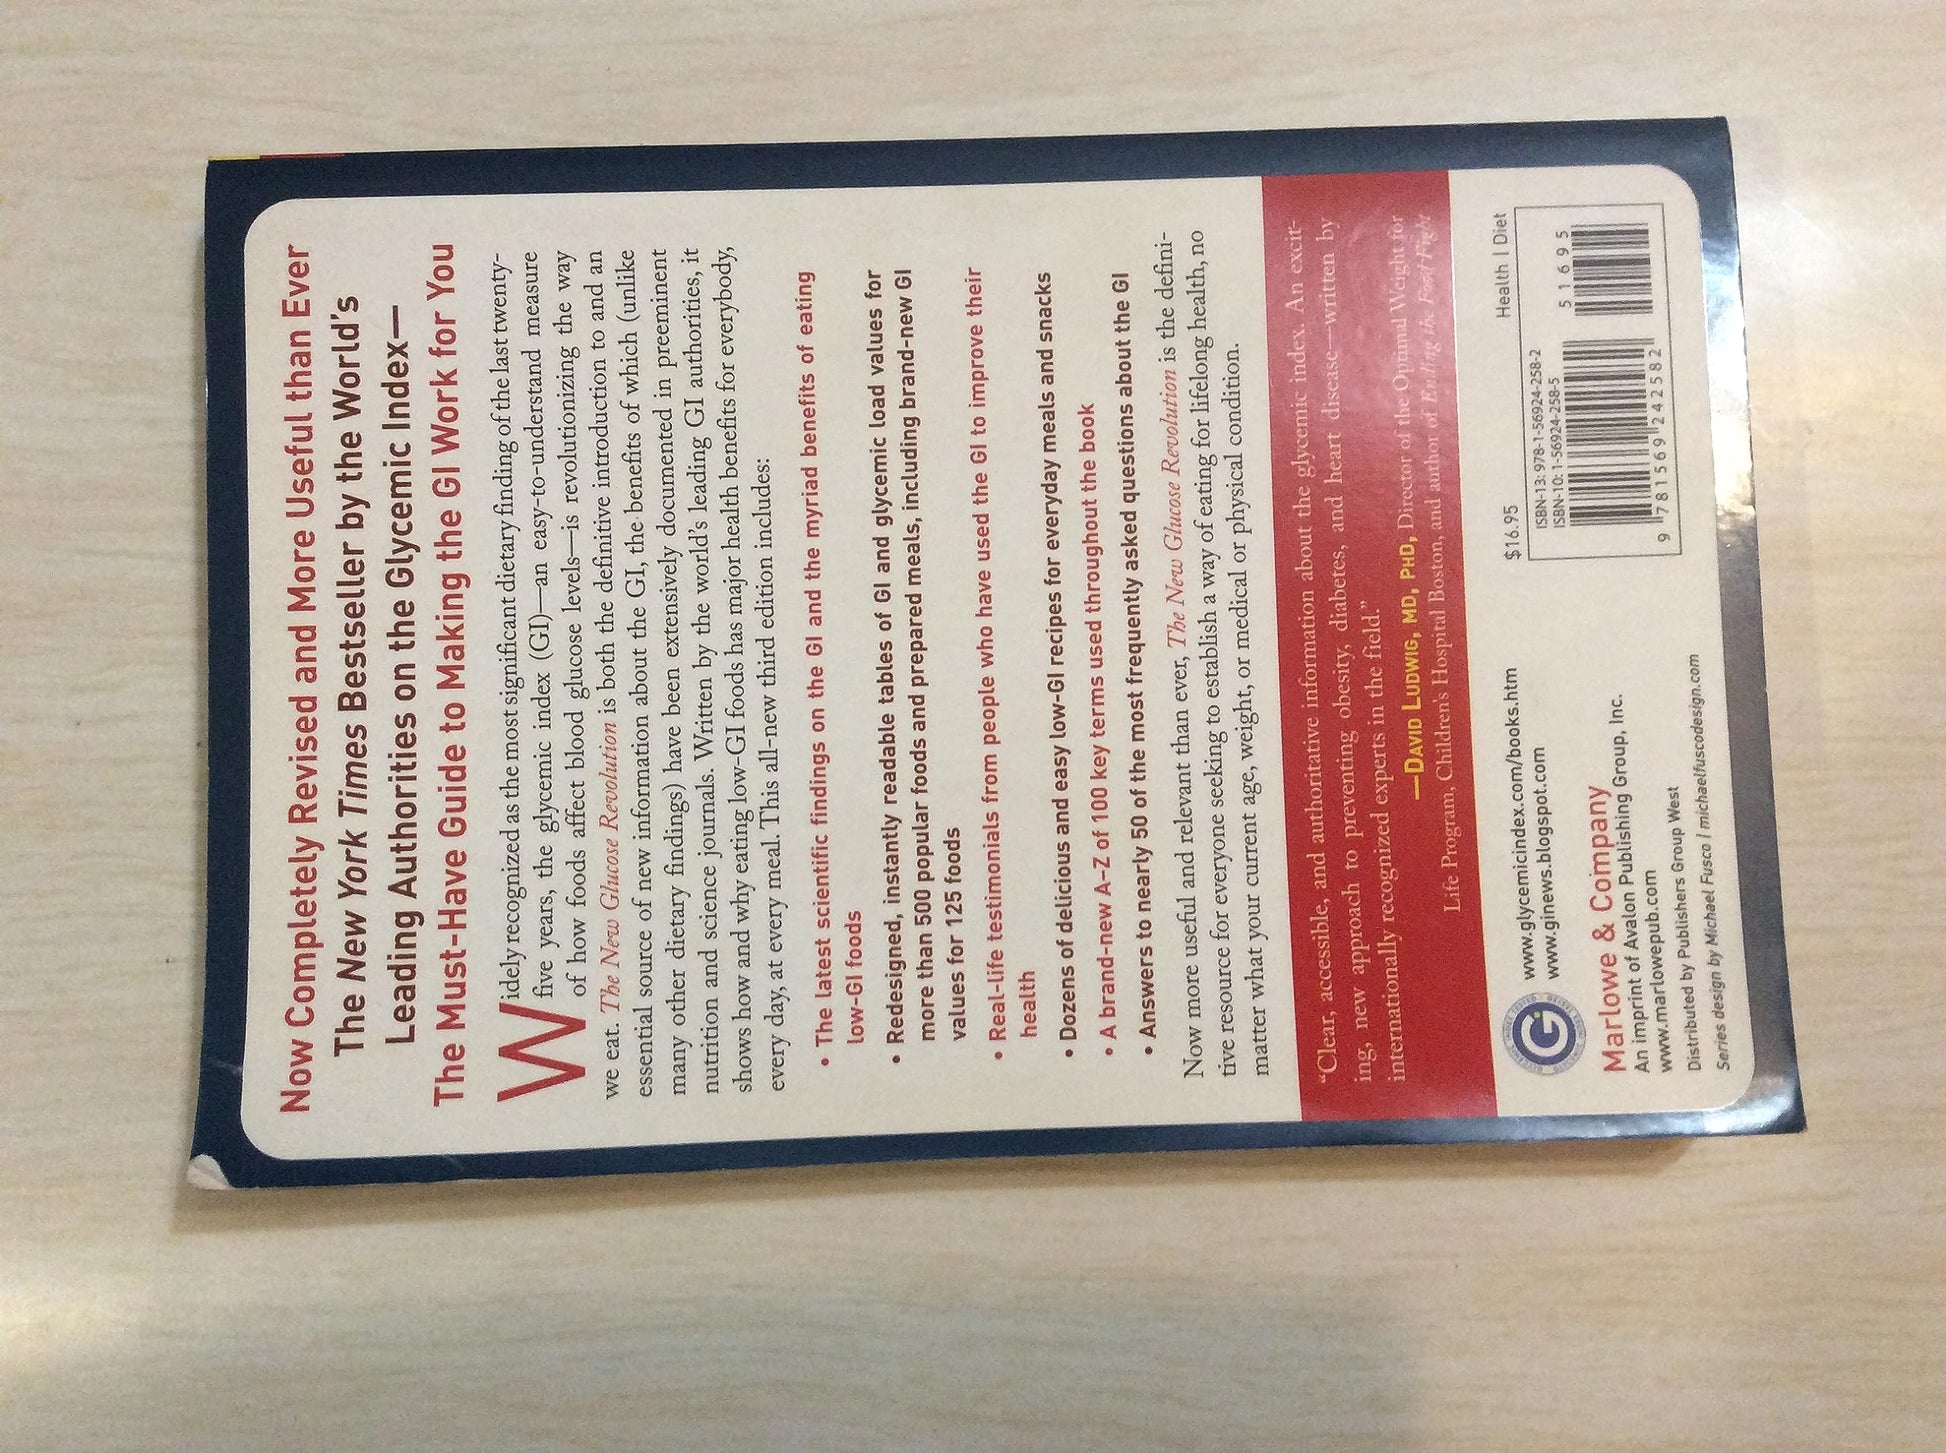 Now Completely Revised and More Useful than Ever
The New York Times Bestseller by the World's
Leading Authorities on the Glycemic Index—
The Must-Have Guide to Making the GI Work for You
Widely recognized as the most significant dietary finding of the last twenty-
five years, the glycemic index (GI)—an easy-to-understand measure
of how foods affect blood glucose levels—is revolutionizing the way
we eat. The New Glucose Revolution is both the definitive introduction to and an
essential source of new information about the GI, the benefits of which (unlike
many other dietary findings) have been extensively documented in preeminent
nutrition and science journals. Written by the world's leading GI authorities, it
shows how and why eating low-GI foods has major health benefits for everybody,
every day, at every meal. This all-new third edition includes:
• The latest scientific findings on the GI and the myriad benefits of eating
low-GI foods
• Redesigned, instantly readable tables of GI and glycemic load values for
more than 500 popular foods and prepared meals, including brand-new GI
values for 125 foods
• Real-life testimonials from people who have used the GI to improve their
health
• Dozens of delicious and easy low-GI recipes for everyday meals and snacks
• A brand-new A–Z of 100 key terms used throughout the book
• Answers to nearly 50 of the most frequently asked questions about the GI
Now more useful and relevant than ever, The New Glucose Revolution is the defini-
tive resource for everyone seeking to establish a way of eating for lifelong health, no
matter what your current age, weight, or medical or physical condition.
"Clear, accessible, and authoritative information about the glycemic index. An excit-
ing, new approach to preventing obesity, diabetes, and heart disease—written by
internationally recognized experts in the field."
—DAVID LUDWIG, MD, PHD, Director of the Optimal Weight for
Life Program, Children's Hospital Boston, and author of Ending the Food Fight
G
www.glycemicindex.com/books.htm
www.ginews.blogspot.com
Marlowe & Company
An imprint of Avalon Publishing Group, Inc.
www.marlowepub.com
Distributed by Publishers Group West
Series design by Michael Fusco | michaelfuscodesign.com
$16.95
Health | Diet
ISBN-13: 978-1-56924-258-2
ISBN-10: 1-56924-258-5
51695
9 781569 242582